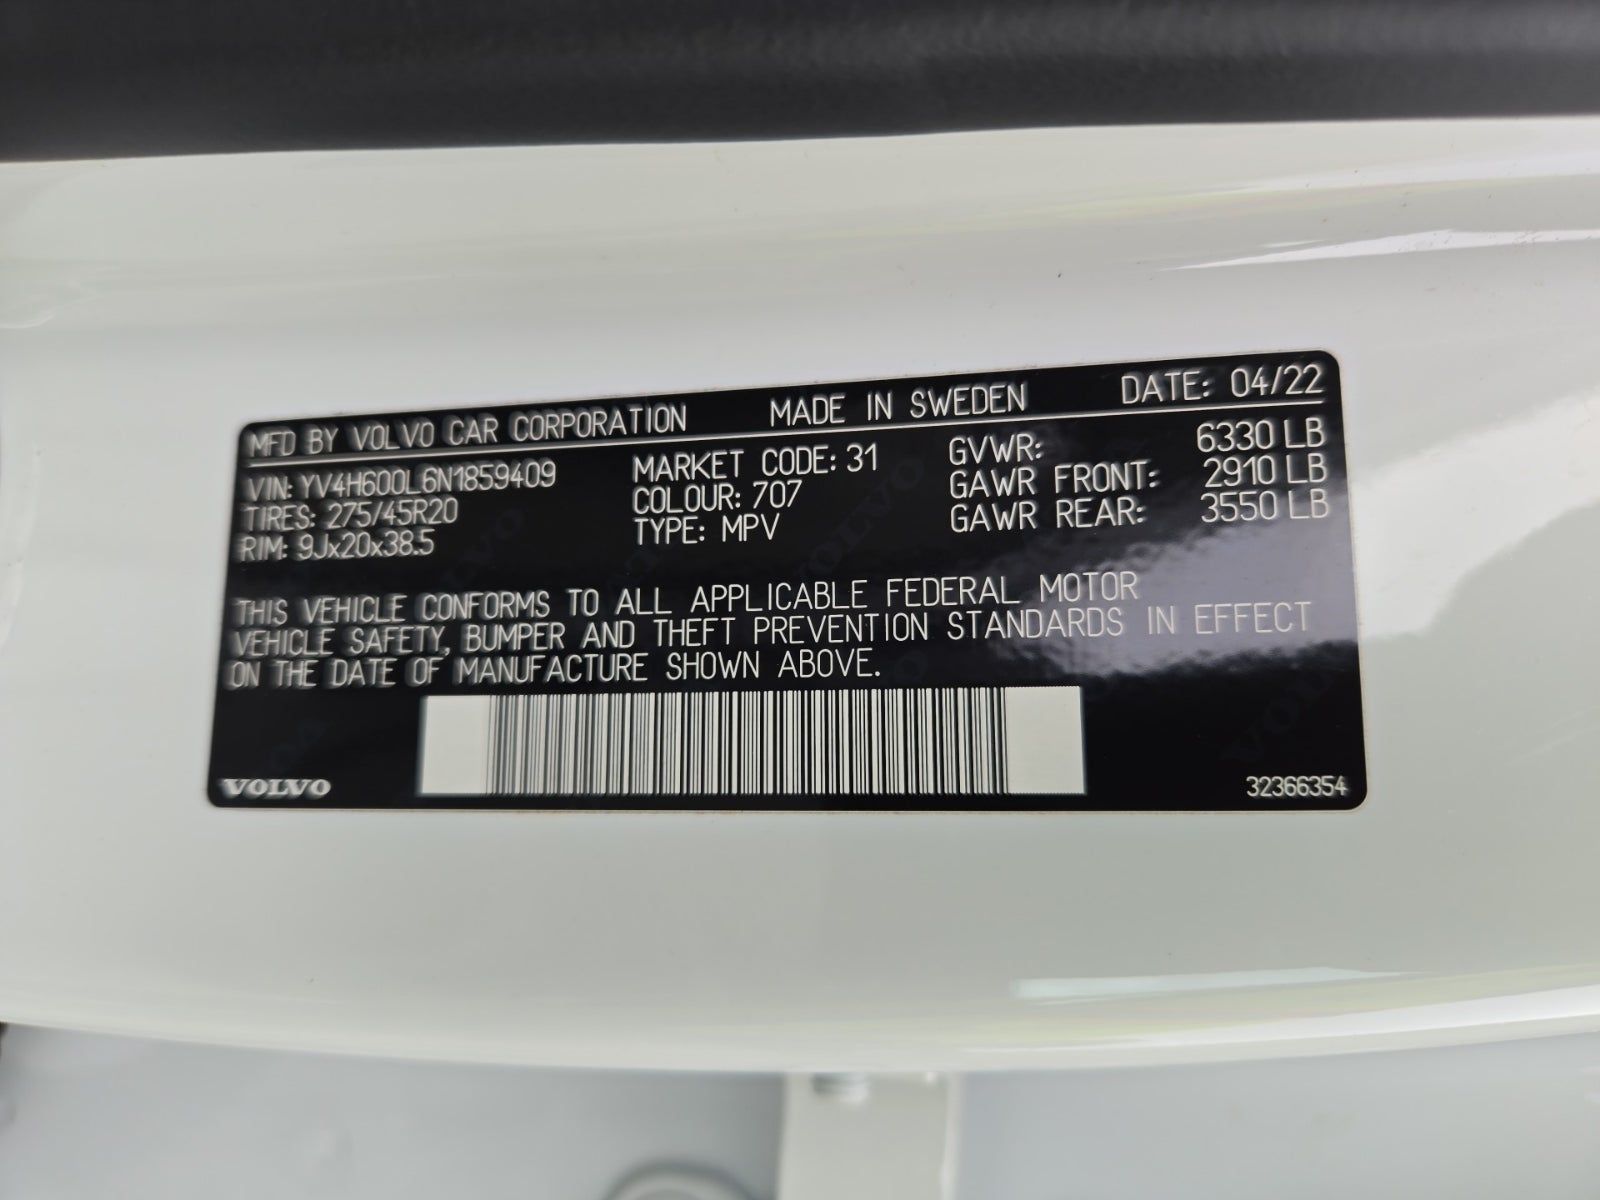 MFD BY VOLVO CAR CORPORATION MADE IN SWEDEN DATE: 04/22
VIN: YV4H600L6N1859409 MARKET CODE: 31 GVWR: 6330 LB
TIRES: 275/45R20 COLOUR: 707 GAWR FRONT: 2910 LB
RIM: 9Jx20x38.5 TYPE: MPV GAWR REAR: 3550 LB
THIS VEHICLE CONFORMS TO ALL APPLICABLE FEDERAL MOTOR
VEHICLE SAFETY, BUMPER AND THEFT PREVENTION STANDARDS IN EFFECT
ON THE DATE OF MANUFACTURE SHOWN ABOVE.
VOLVO 32366354